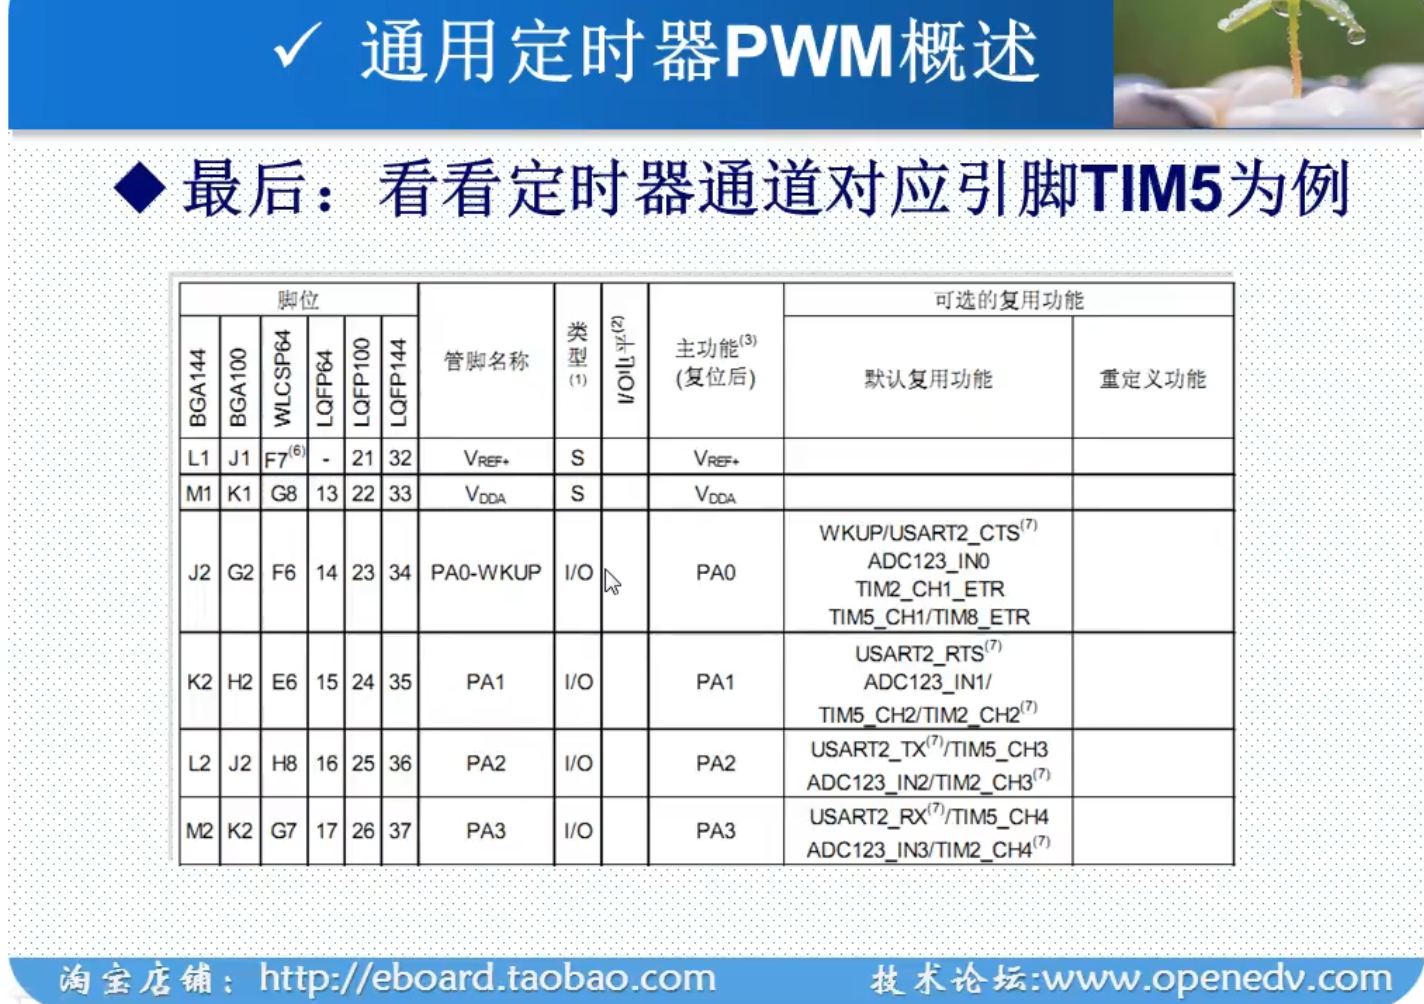 ✓ 通用定时器PWM概述
◆ 最后：看看定时器通道对应引脚TIM5为例
脚位 管脚名称 类型(1) I/O电平(2) 主功能(3) (复位后) 可选的复用功能
BGA144 BGA100 WLCSP64 LQFP64 LQFP100 LQFP144 默认复用功能 重定义功能
L1 J1 F7(6) - 21 32 VREF+ S VREF+
M1 K1 G8 13 22 33 VDDA S VDDA
J2 G2 F6 14 23 34 PA0-WKUP I/O PA0 WKUP/USART2_CTS(7)
ADC123_IN0
TIM2_CH1_ETR
TIM5_CH1/TIM8_ETR
K2 H2 E6 15 24 35 PA1 I/O PA1 USART2_RTS(7)
ADC123_IN1/
TIM5_CH2/TIM2_CH2(7)
L2 J2 H8 16 25 36 PA2 I/O PA2 USART2_TX(7)/TIM5_CH3
ADC123_IN2/TIM2_CH3(7)
M2 K2 G7 17 26 37 PA3 I/O PA3 USART2_RX(7)/TIM5_CH4
ADC123_IN3/TIM2_CH4(7)
淘宝店铺：http://eboard.taobao.com 技术论坛:www.openedv.com